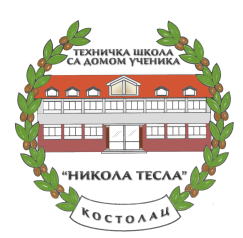 ТЕХНИЧКА ШКОЛА
СА ДОМОМ УЧЕНИКА
"НИКОЛА ТЕСЛА"
КОСТОЛАЦ